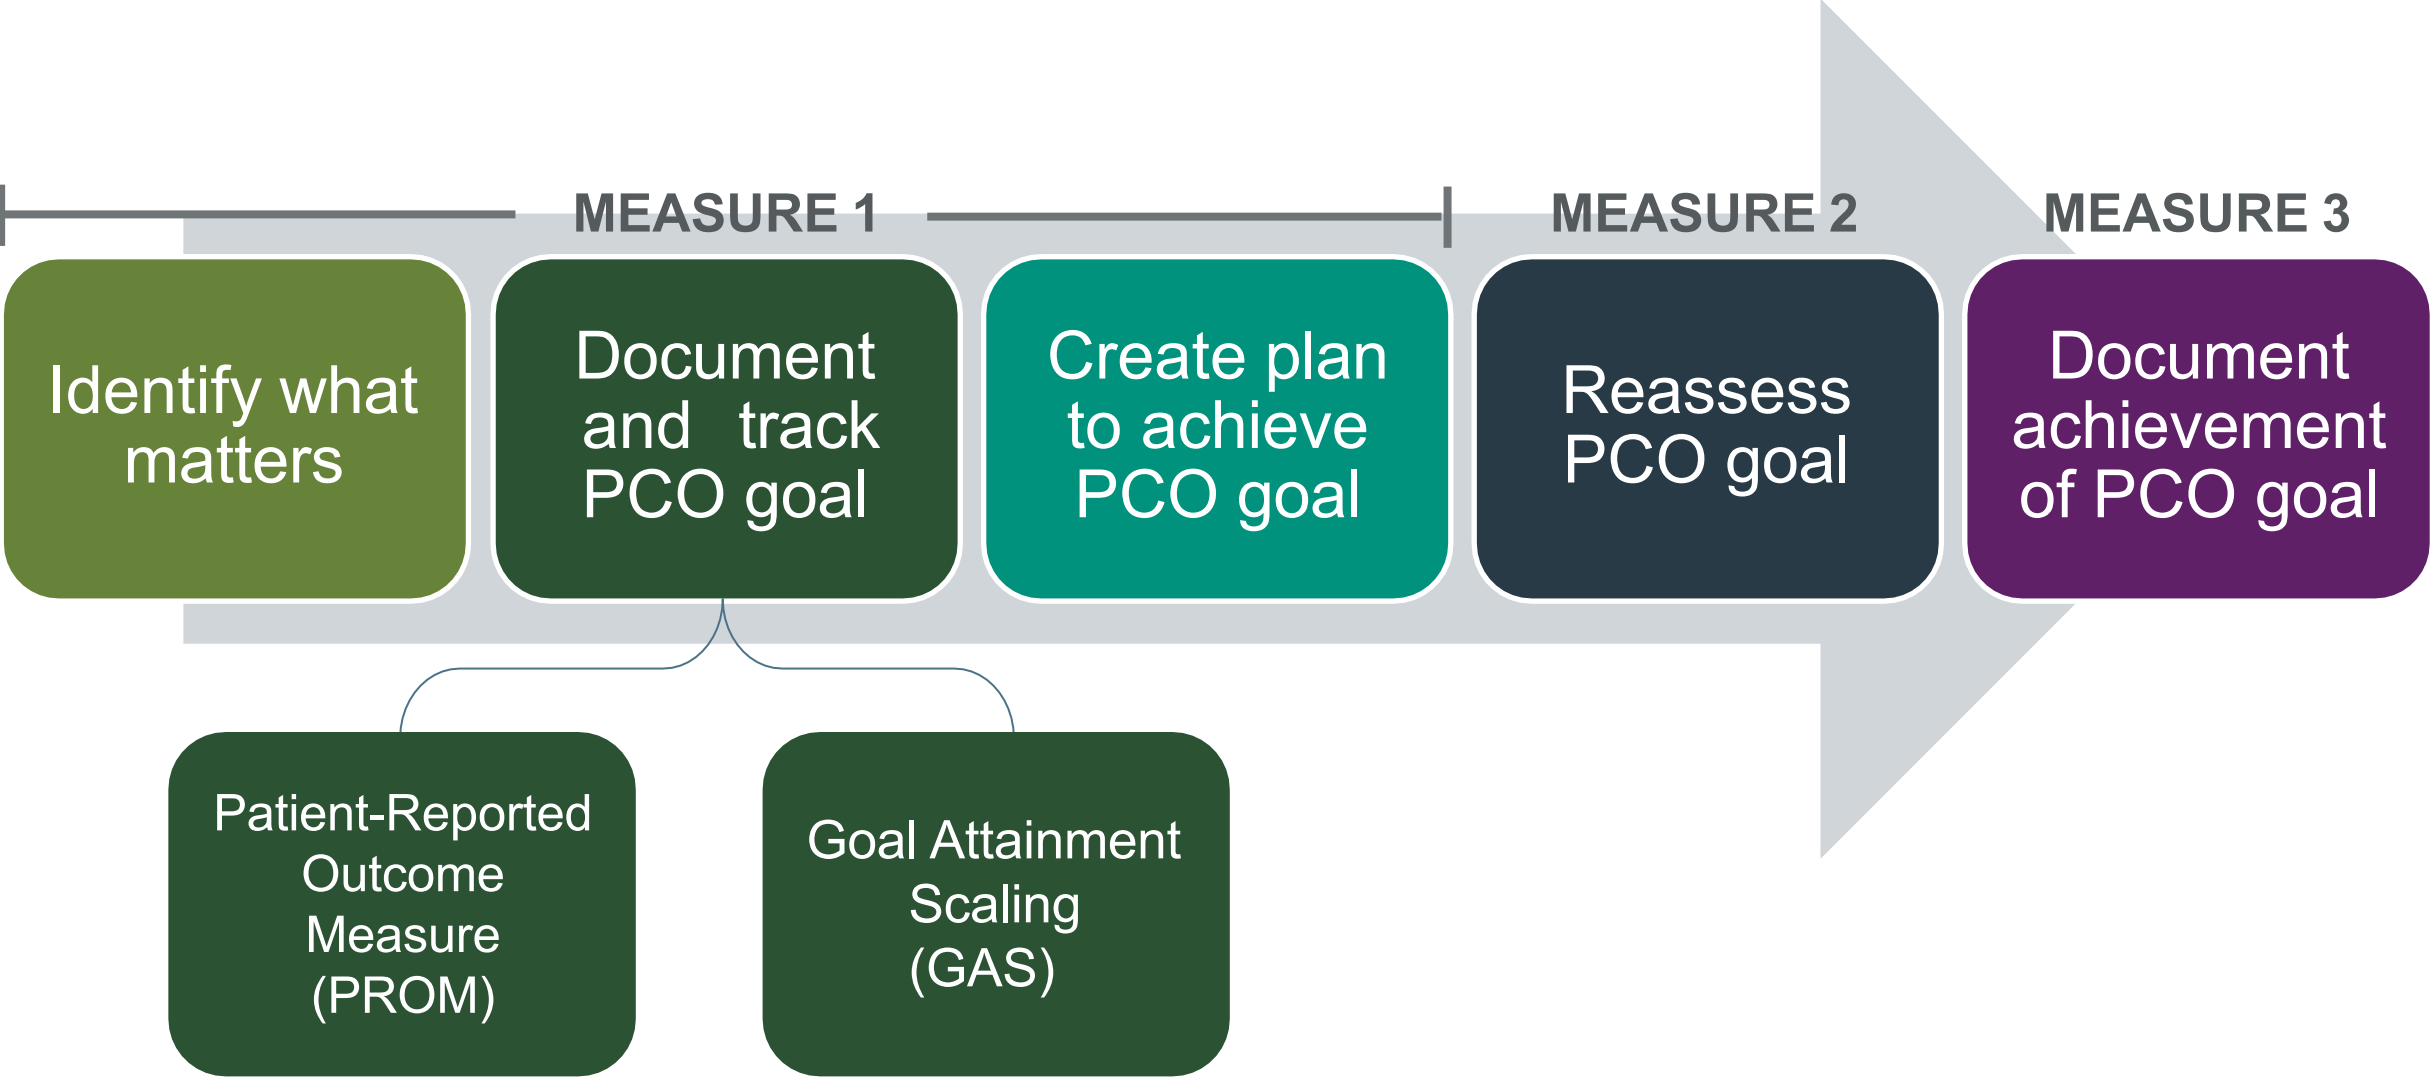 MEASURE 1
MEASURE 2
MEASURE 3
Identify what
matters
Document
and track
PCO goal
Create plan
to achieve
PCO goal
Reassess
PCO goal
Document
achievement
of PCO goal
Patient-Reported
Outcome
Measure
(PROM)
Goal Attainment
Scaling
(GAS)